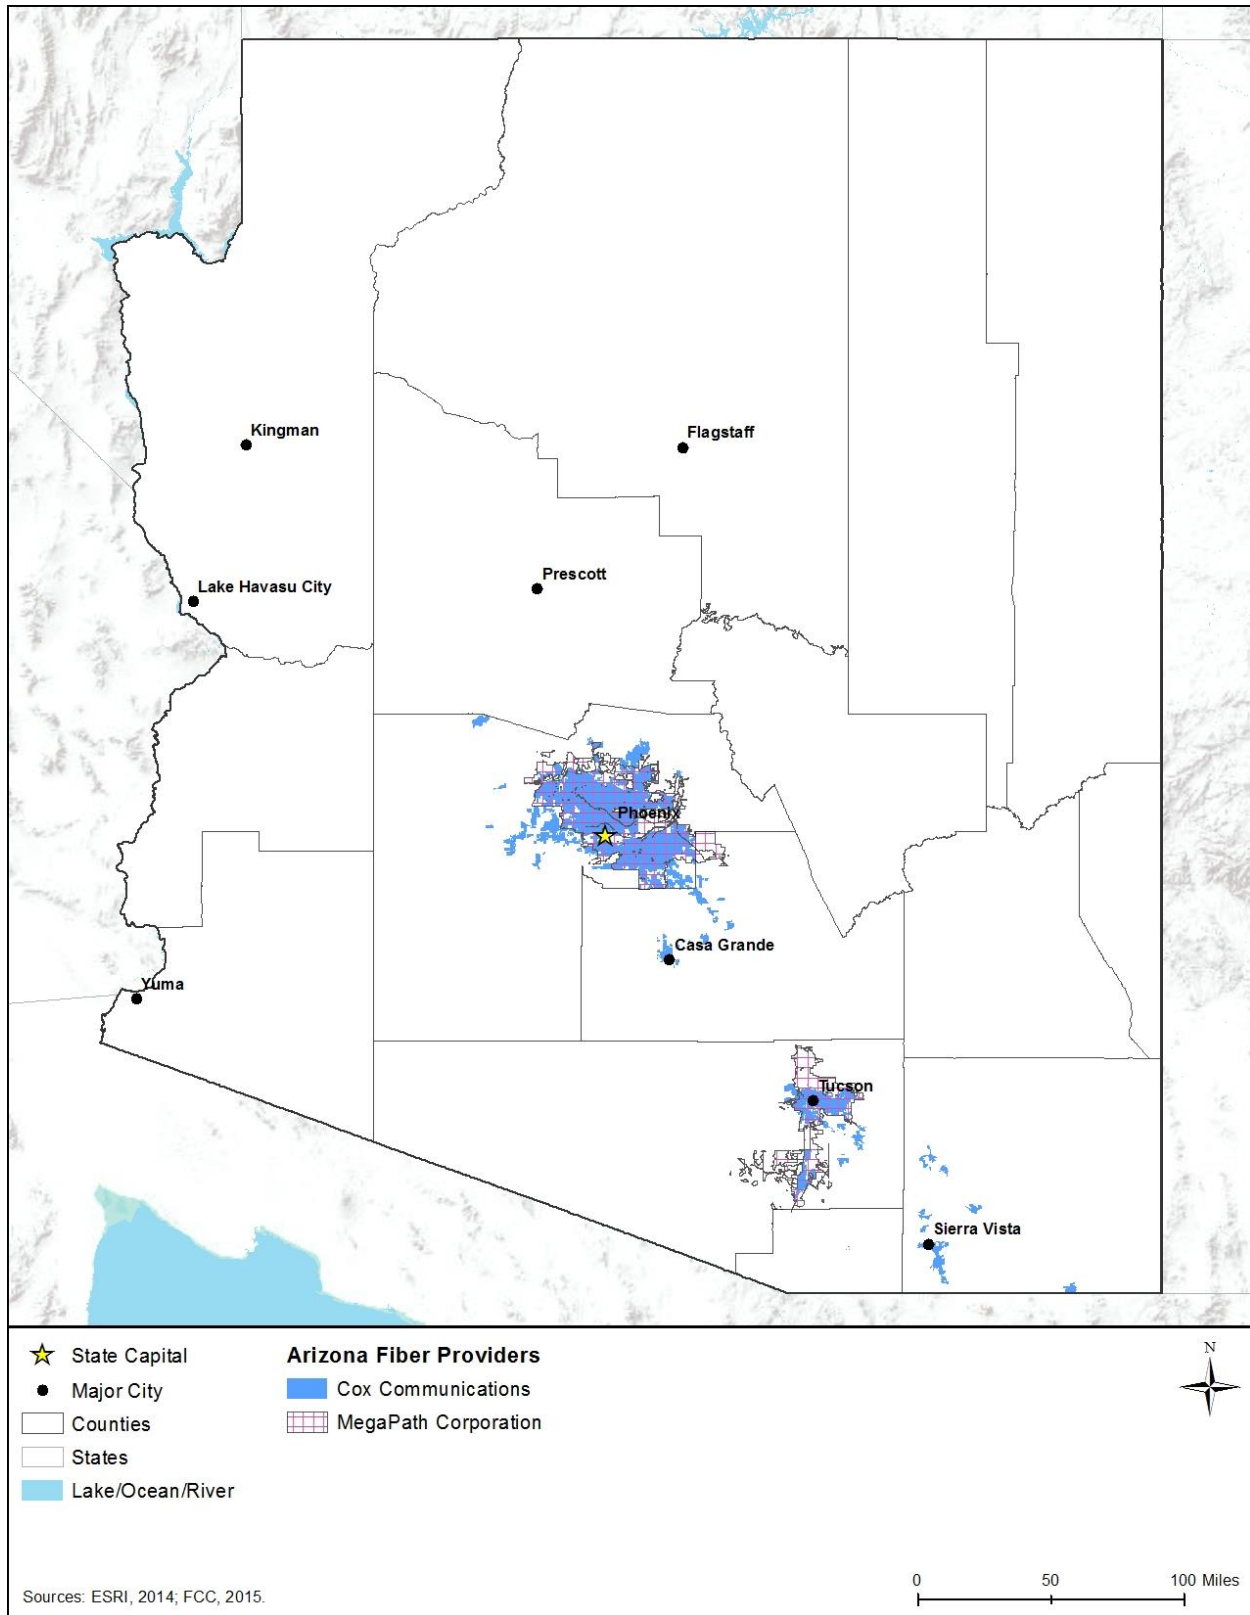 Kingman
Flagstaff
Prescott
Lake Havasu City
Phoenix
Casa Grande
Yuma
Tucson
Sierra Vista
State Capital
Major City
Counties
States
Lake/Ocean/River
Arizona Fiber Providers
Cox Communications
MegaPath Corporation
N
Sources: ESRI, 2014; FCC, 2015.
0 50 100 Miles